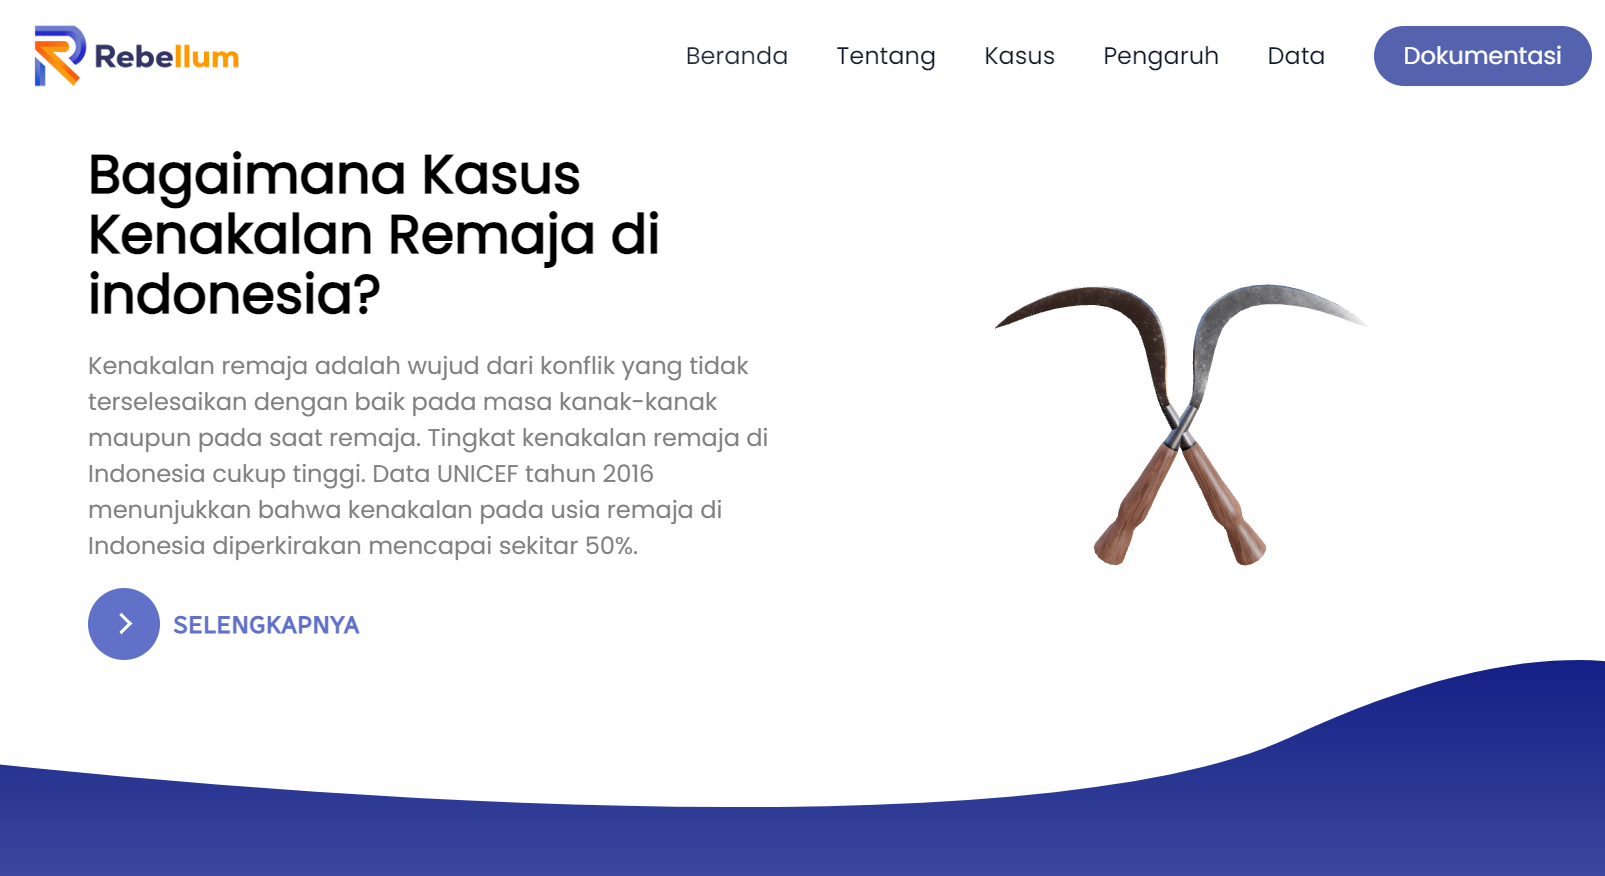 Rebellum
Beranda Tentang Kasus Pengaruh Data Dokumentasi
Bagaimana Kasus
Kenakalan Remaja di
indonesia?
Kenakalan remaja adalah wujud dari konflik yang tidak
terselesaikan dengan baik pada masa kanak-kanak
maupun pada saat remaja. Tingkat kenakalan remaja di
Indonesia cukup tinggi. Data UNICEF tahun 2016
menunjukkan bahwa kenakalan pada usia remaja di
Indonesia diperkirakan mencapai sekitar 50%.
SELENGKAPNYA